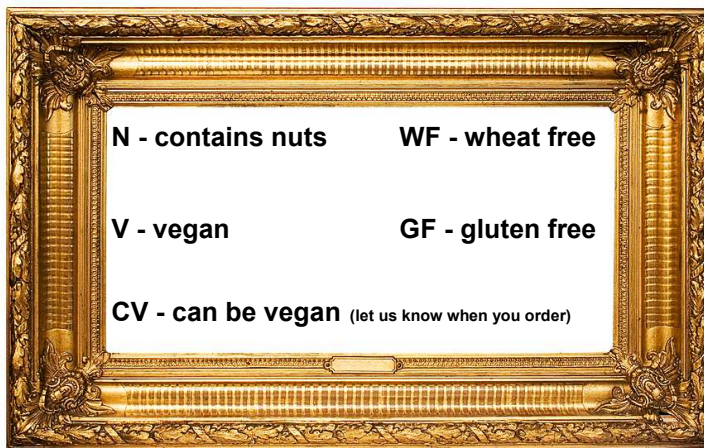 N - contains nuts WF - wheat free
V - vegan GF - gluten free
CV - can be vegan (let us know when you order)